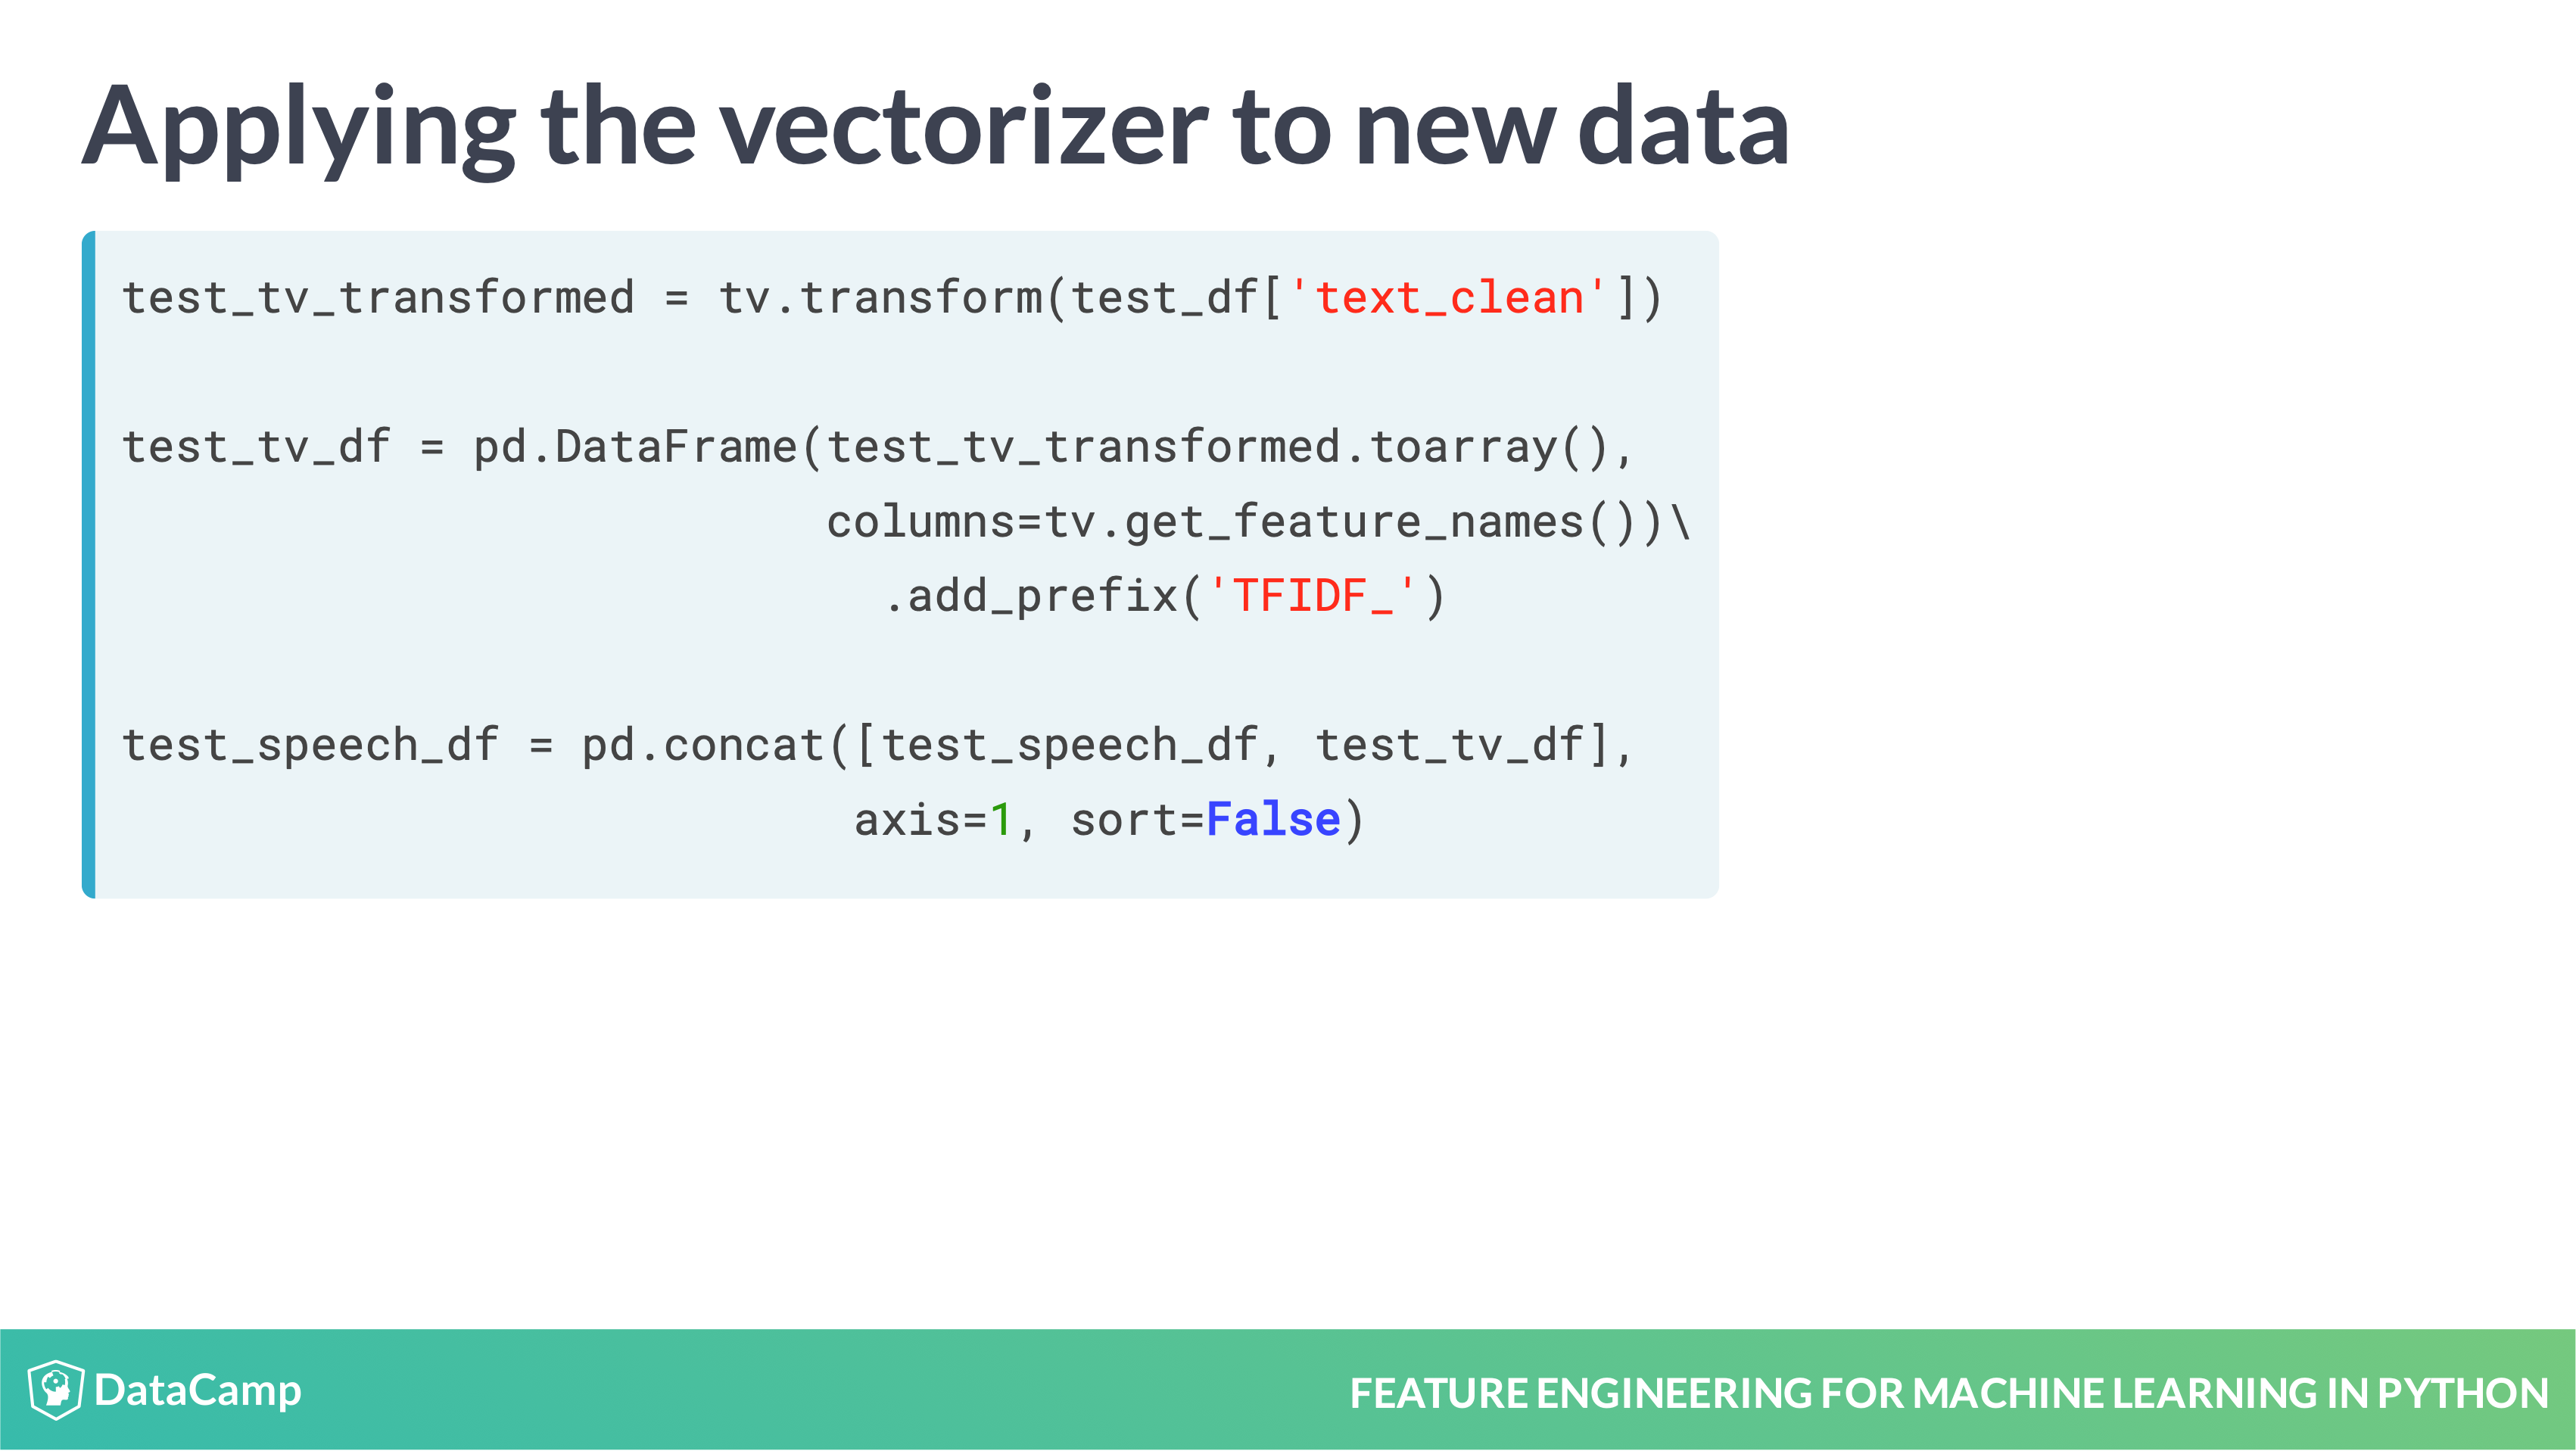 Applying the vectorizer to new data
test_tv_transformed = tv.transform(test_df['text_clean'])
test_tv_df = pd.DataFrame(test_tv_transformed.toarray(),
columns=tv.get_feature_names())\
.add_prefix('TFIDF_')
test_speech_df = pd.concat([test_speech_df, test_tv_df],
axis=1, sort=False)
DataCamp
FEATURE ENGINEERING FOR MACHINE LEARNING IN PYTHON